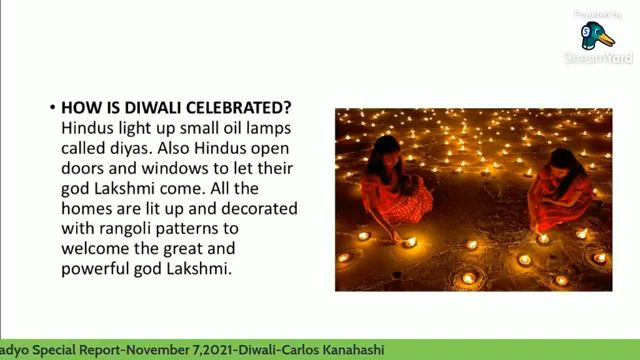 Powered by
StreamYard
• HOW IS DIWALI CELEBRATED?
Hindus light up small oil lamps
called diyas. Also Hindus open
doors and windows to let their
god Lakshmi come. All the
homes are lit up and decorated
with rangoli patterns to
welcome the great and
powerful god Lakshmi.
adyo Special Report-November 7,2021-Diwali-Carlos Kanahashi